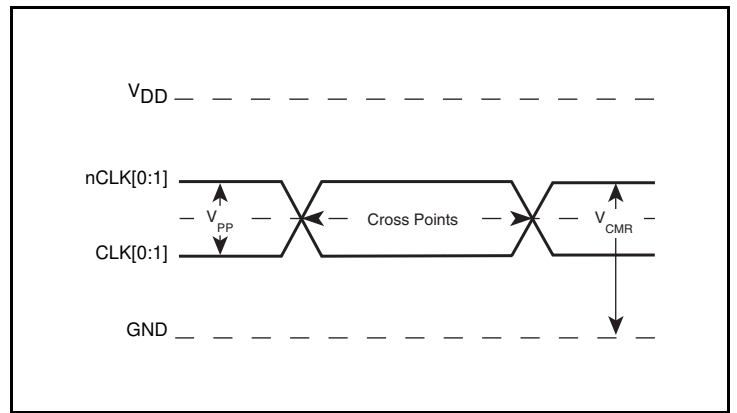 VDD
nCLK[0:1]
VPP
Cross Points
VCMR
CLK[0:1]
GND